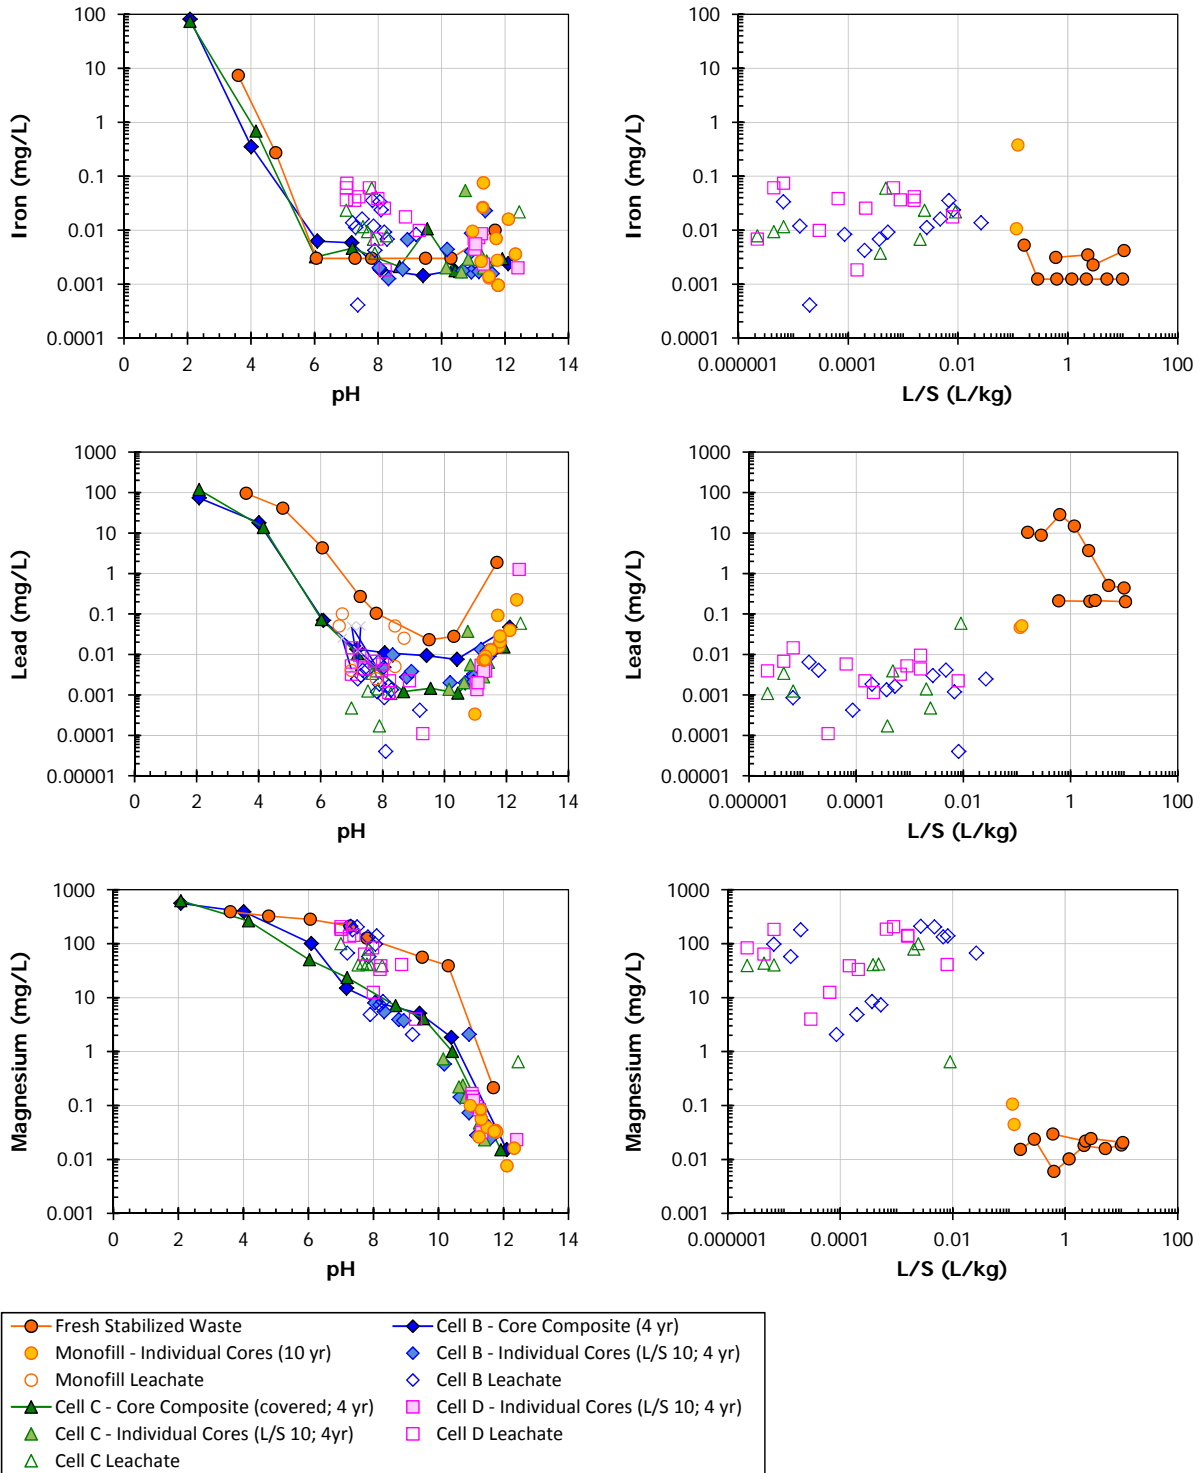 100
10
1
0.1
0.01
0.001
0.0001
Iron (mg/L)
0 2 4 6 8 10 12 14
pH
100
10
1
0.1
0.01
0.001
0.0001
Iron (mg/L)
0.000001 0.0001 0.01 1 100
L/S (L/kg)
1000
100
10
1
0.1
0.01
0.001
0.0001
0.00001
Lead (mg/L)
0 2 4 6 8 10 12 14
pH
1000
100
10
1
0.1
0.01
0.001
0.0001
0.00001
Lead (mg/L)
0.000001 0.0001 0.01 1 100
L/S (L/kg)
1000
100
10
1
0.1
0.01
0.001
Magnesium (mg/L)
0 2 4 6 8 10 12 14
pH
1000
100
10
1
0.1
0.01
0.001
Magnesium (mg/L)
0.000001 0.0001 0.01 1 100
L/S (L/kg)
Fresh Stabilized Waste
Monofill - Individual Cores (10 yr)
Monofill Leachate
Cell C - Core Composite (covered; 4 yr)
Cell C - Individual Cores (L/S 10; 4yr)
Cell C Leachate
Cell B - Core Composite (4 yr)
Cell B - Individual Cores (L/S 10; 4 yr)
Cell B Leachate
Cell D - Individual Cores (L/S 10; 4 yr)
Cell D Leachate